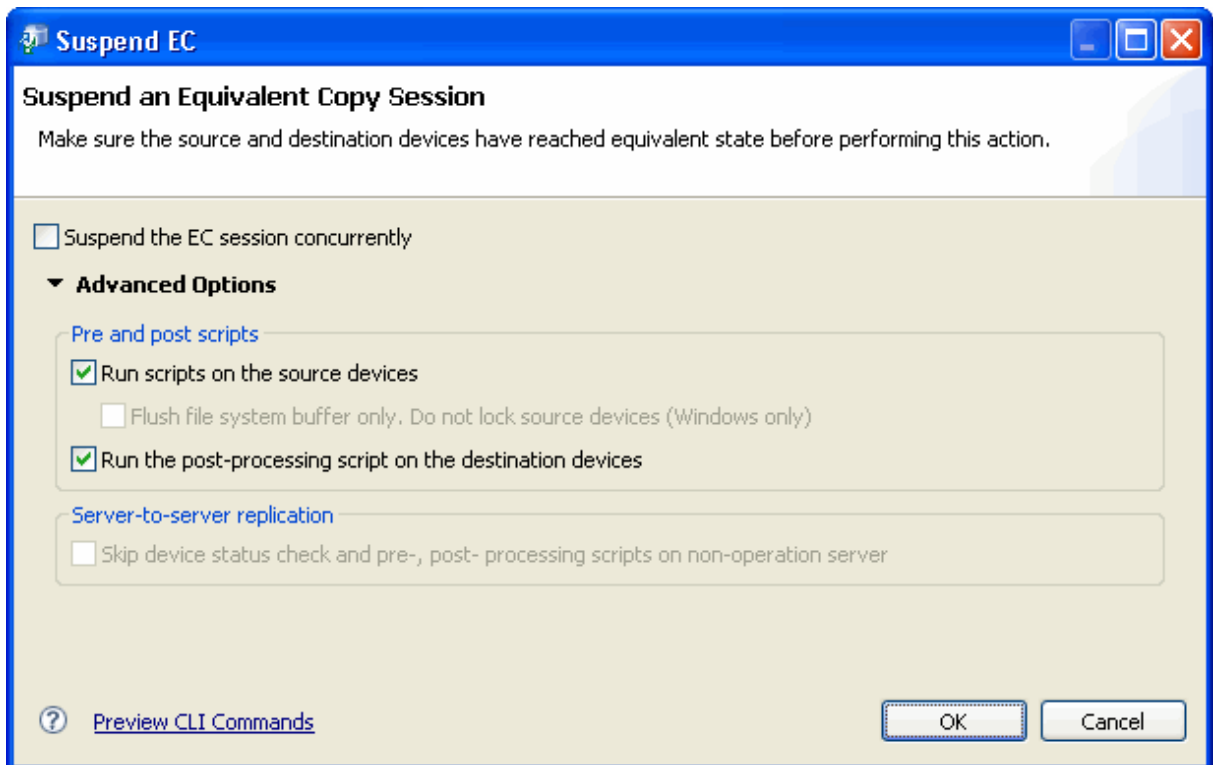 Suspend EC
Suspend an Equivalent Copy Session
Make sure the source and destination devices have reached equivalent state before performing this action.
Suspend the EC session concurrently
Advanced Options
Pre and post scripts
Run scripts on the source devices
Flush file system buffer only. Do not lock source devices (Windows only)
Run the post-processing script on the destination devices
Server-to-server replication
Skip device status check and pre-, post- processing scripts on non-operation server
? Preview CLI Commands OK Cancel